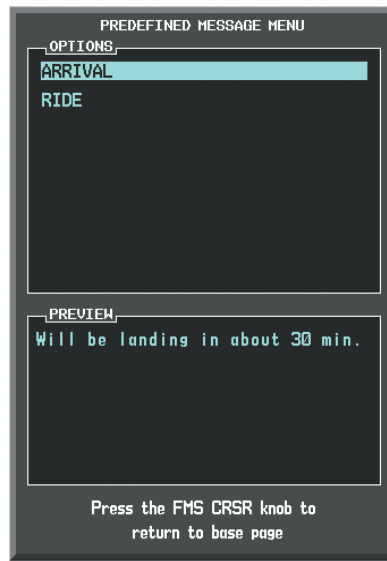 PREDEFINED MESSAGE MENU
OPTIONS
ARRIVAL
RIDE
PREVIEW
Will be landing in about 30 min.
Press the FMS CRSR knob to
return to base page